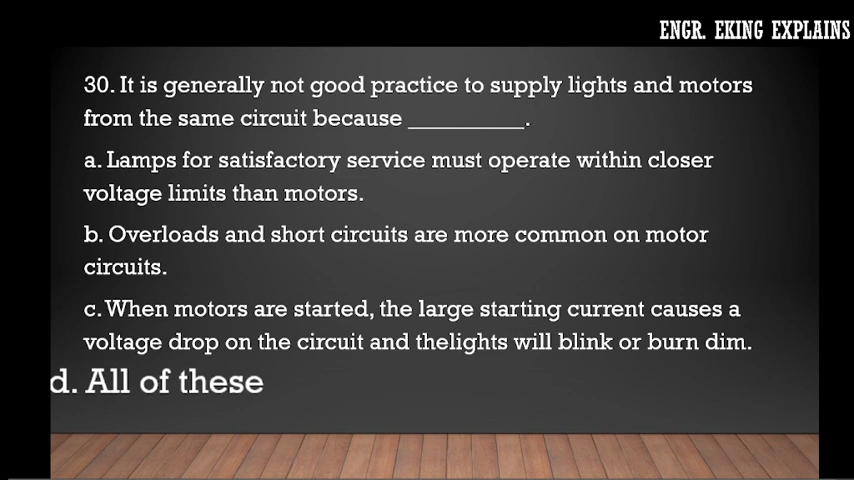 ENGR. EKING EXPLAINS
30. It is generally not good practice to supply lights and motors
from the same circuit because __________.
a. Lamps for satisfactory service must operate within closer
voltage limits than motors.
b. Overloads and short circuits are more common on motor
circuits.
c. When motors are started, the large starting current causes a
voltage drop on the circuit and thelights will blink or burn dim.
d. All of these